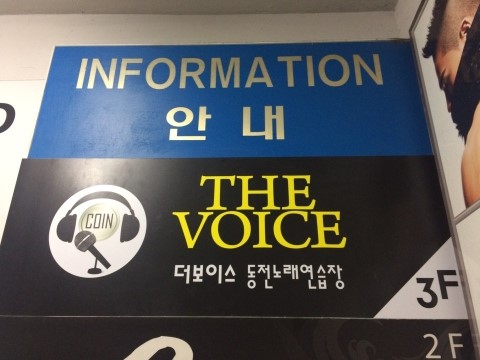 INFORMATION
안 내
COIN
THE
VOICE
더보이스 동전노래연습장
3F
2F